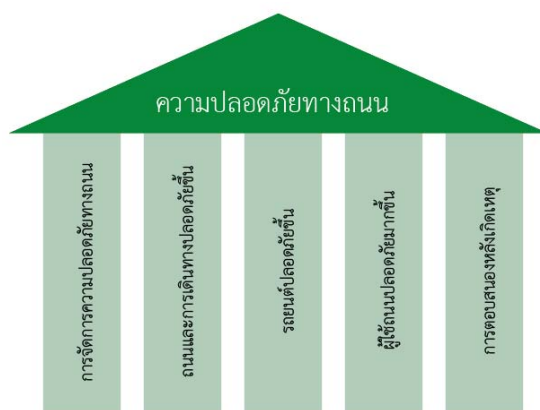 ความปลอดภัยทางถนน
การจัดการความปลอดภัยทางถนน
ถนนและการเดินทางปลอดภัยขึ้น
รถยนต์ปลอดภัยขึ้น
ผู้ใช้ถนนปลอดภัยมากขึ้น
การตอบสนองหลังเกิดเหตุ